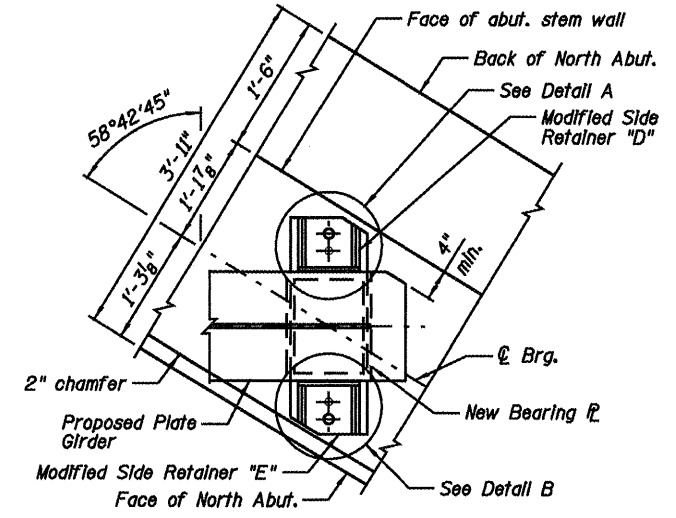 Face of abut. stem wall
Back of North Abut.
See Detail A
Modified Side
Retainer "D"
58°42'45"
3'-11"
1'-6"
1'-1⅞"
1'-3⅛"
4"
min.
℄ Brg.
2" chamfer
Proposed Plate
Girder
New Bearing ⅊
Modified Side Retainer "E"
Face of North Abut.
See Detail B